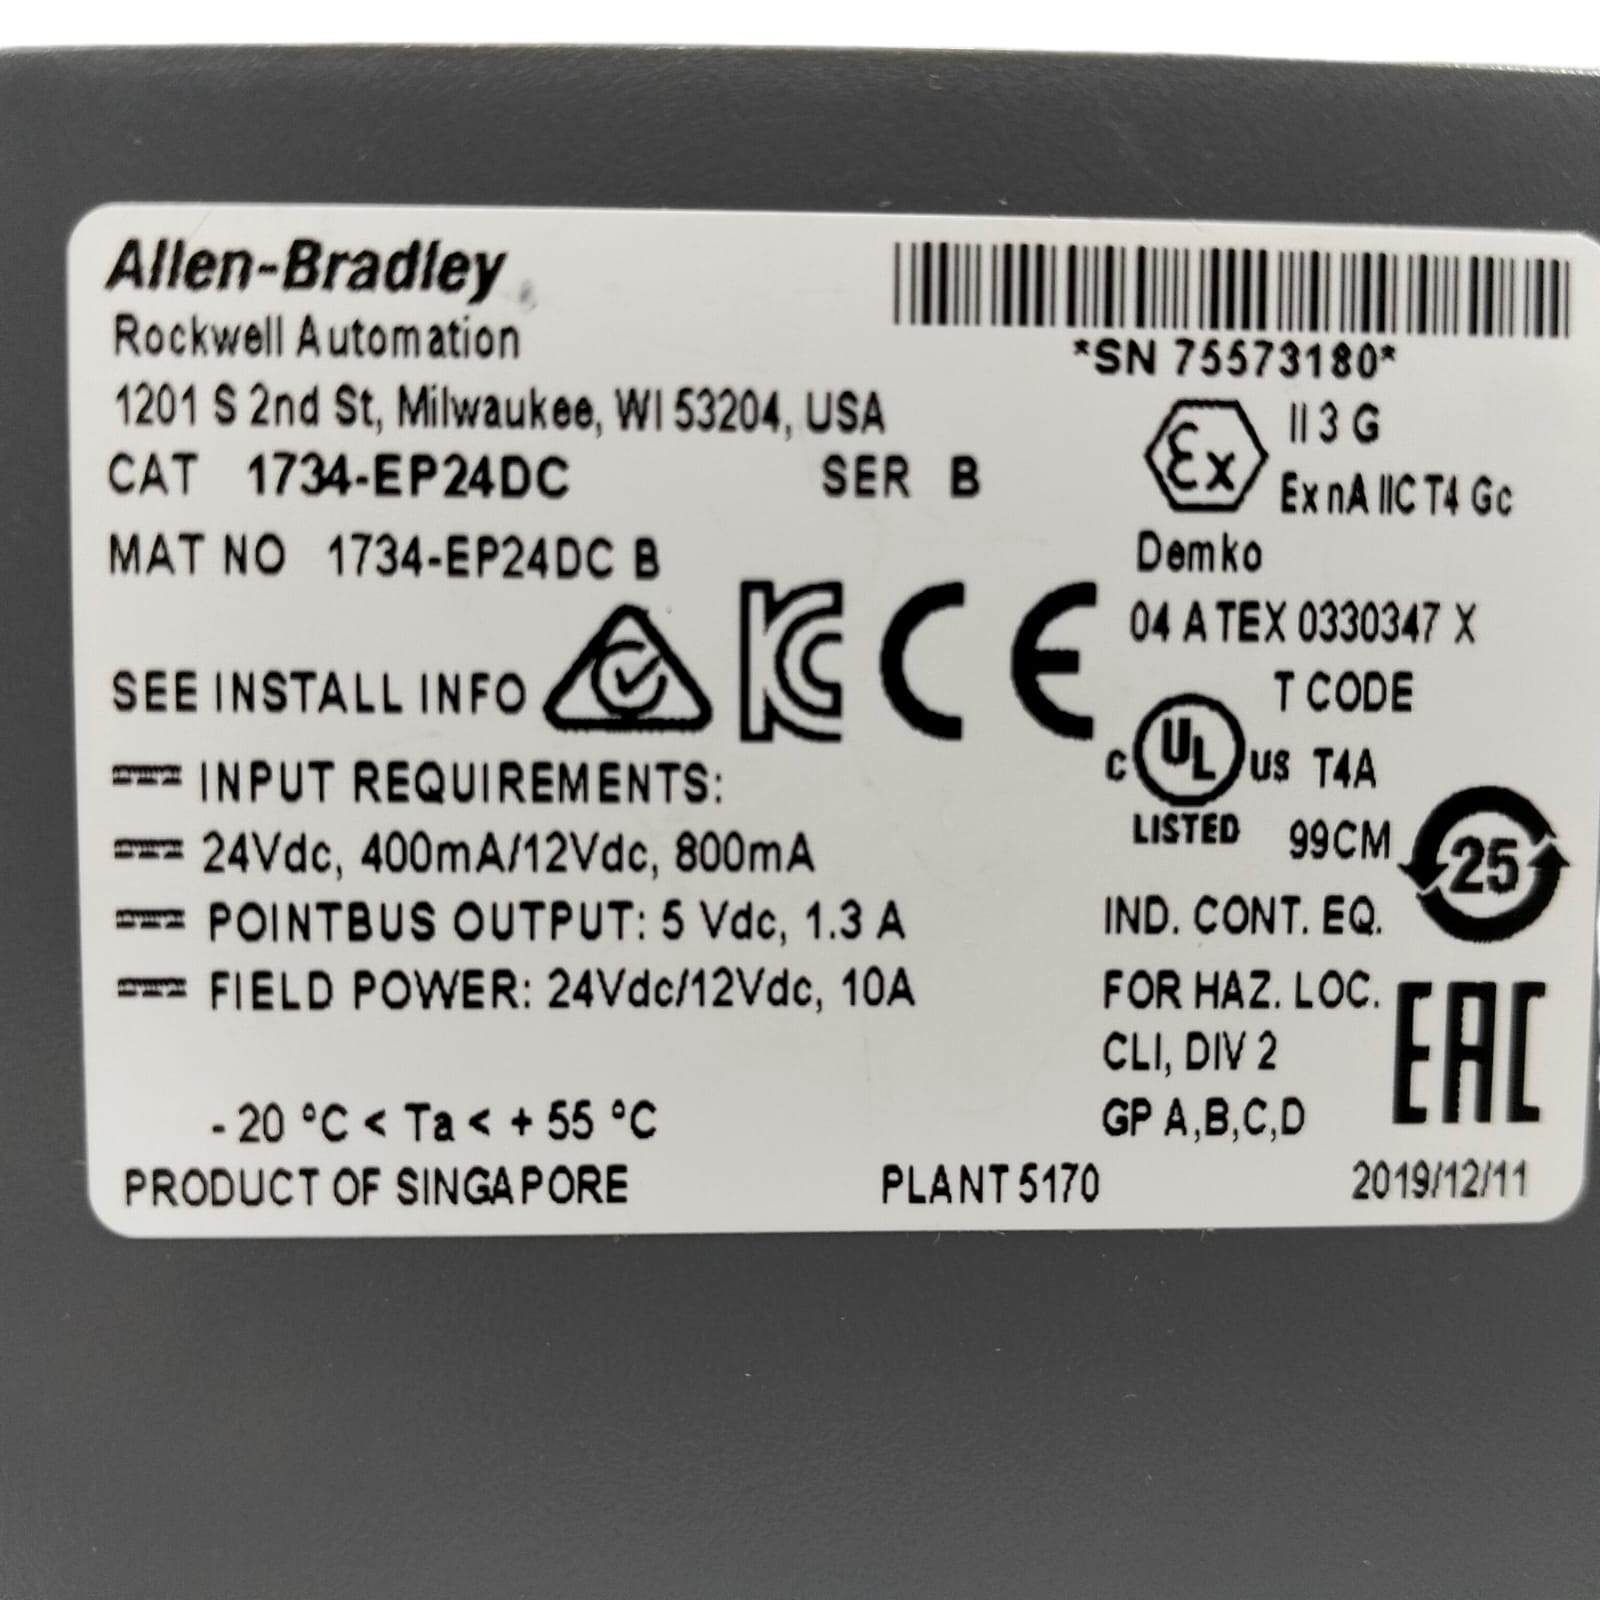 Allen-Bradley
Rockwell Automation
1201 S 2nd St, Milwaukee, WI 53204, USA
CAT 1734-EP24DC SER B
MAT NO 1734-EP24DC B
SEE INSTALL INFO
KC CE
INPUT REQUIREMENTS:
24Vdc, 400mA/12Vdc, 800mA
POINTBUS OUTPUT: 5 Vdc, 1.3 A
FIELD POWER: 24Vdc/12Vdc, 10A
- 20 °C < Ta < + 55 °C
PRODUCT OF SINGAPORE
PLANT 5170
*SN 75573180*
Ex
II 3 G
Ex nA IIC T4 Gc
Demko
04 ATEX 0330347 X
T CODE
C UL US T4A
LISTED 99CM
25
IND. CONT. EQ.
FOR HAZ. LOC.
CLI, DIV 2
GP A,B,C,D
EAC
2019/12/11